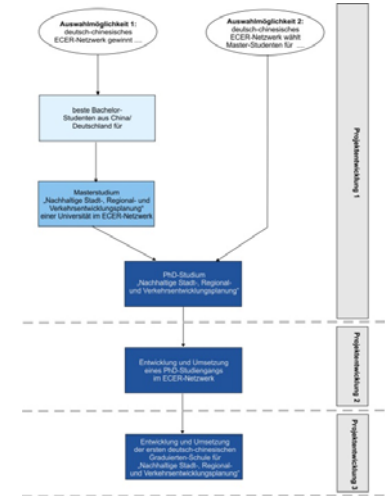 Auswahlmöglichkeit 1:
deutsch-chinesisches
ECER-Netzwerk gewinnt ....
Auswahlmöglichkeit 2:
deutsch-chinesisches
ECER-Netzwerk wählt
Master-Studenten für ....
beste Bachelor-
Studenten aus China/
Deutschland für
Masterstudium
„Nachhaltige Stadt-, Regional- und
Verkehrsentwicklungsplanung"
einer Universität im ECER-Netzwerk
PhD-Studium
„Nachhaltige Stadt-, Regional-
und Verkehrsentwicklungsplanung"
Projektentwicklung 1
Entwicklung und Umsetzung
eines PhD-Studiengangs
im ECER-Netzwerk
Projektentwicklung 2
Entwicklung und Umsetzung
der ersten deutsch-chinesischen
Graduierten-Schule für
„Nachhaltige Stadt-, Regional-
und Verkehrsentwicklungsplanung"
Projektentwicklung 3